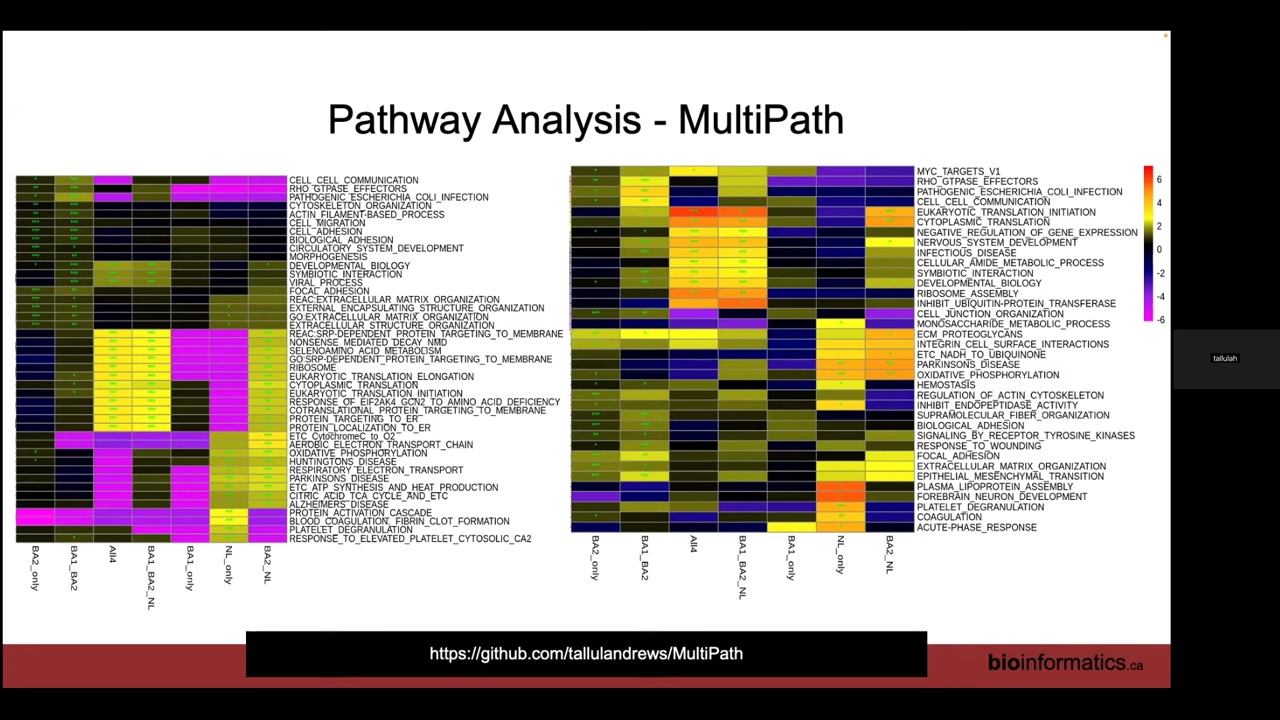 Pathway Analysis - MultiPath
CELL_CELL_COMMUNICATION
RHO_GTPASE_EFFECTORS
PATHOGENIC_ESCHERICHIA_COLI_INFECTION
CYTOSKELETON_ORGANIZATION
ACTIN_FILAMENT-BASED_PROCESS
CELL_MIGRATION
CELL_ADHESION
BIOLOGICAL_ADHESION
CIRCULATORY_SYSTEM_DEVELOPMENT
MORPHOGENESIS
DEVELOPMENTAL_BIOLOGY
SYMBIOTIC_INTERACTION
VIRAL_PROCESS
FOCAL_ADHESION
REAC:EXTRACELLULAR_MATRIX_ORGANIZATION
EXTERNAL_ENCAPSULATING_STRUCTURE_ORGANIZATION
GO:EXTRACELLULAR_MATRIX_ORGANIZATION
EXTRACELLULAR_STRUCTURE_ORGANIZATION
REAC:SRP-DEPENDENT_PROTEIN_TARGETING_TO_MEMBRANE
NONSENSE_MEDIATED_DECAY_NMD
SELENOAMINO_ACID_METABOLISM
GO:SRP-DEPENDENT_PROTEIN_TARGETING_TO_MEMBRANE
RIBOSOME
EUKARYOTIC_TRANSLATION_ELONGATION
CYTOPLASMIC_TRANSLATION
EUKARYOTIC_TRANSLATION_INITIATION
RESPONSE_OF_EIF2AK4_GCN2_TO_AMINO_ACID_DEFICIENCY
COTRANSLATIONAL_PROTEIN_TARGETING_TO_MEMBRANE
PROTEIN_TARGETING_TO_ER
PROTEIN_LOCALIZATION_TO_ER
ETC_CytochromeC_to_O2
AEROBIC_ELECTRON_TRANSPORT_CHAIN
OXIDATIVE_PHOSPHORYLATION
HUNTINGTONS_DISEASE
RESPIRATORY_ELECTRON_TRANSPORT
PARKINSONS_DISEASE
ETC_ATP_SYNTHESIS_AND_HEAT_PRODUCTION
CITRIC_ACID_TCA_CYCLE_AND_ETC
ALZHEIMERS_DISEASE
PROTEIN_ACTIVATION_CASCADE
BLOOD_COAGULATION_FIBRIN_CLOT_FORMATION
PLATELET_DEGRANULATION
RESPONSE_TO_ELEVATED_PLATELET_CYTOSOLIC_CA2
BA2_only
BA1_BA2
All4
BA1_BA2_NL
BA1_only
NL_only
BA2_NL
MYC_TARGETS_V1
RHO_GTPASE_EFFECTORS
PATHOGENIC_ESCHERICHIA_COLI_INFECTION
CELL_CELL_COMMUNICATION
EUKARYOTIC_TRANSLATION_INITIATION
CYTOPLASMIC_TRANSLATION
NEGATIVE_REGULATION_OF_GENE_EXPRESSION
NERVOUS_SYSTEM_DEVELOPMENT
INFECTIOUS_DISEASE
CELLULAR_AMIDE_METABOLIC_PROCESS
SYMBIOTIC_INTERACTION
DEVELOPMENTAL_BIOLOGY
RIBOSOME_ASSEMBLY
INHIBIT_UBIQUITIN-PROTEIN_TRANSFERASE
CELL_JUNCTION_ORGANIZATION
MONOSACCHARIDE_METABOLIC_PROCESS
ECM_PROTEOGLYCANS
INTEGRIN_CELL_SURFACE_INTERACTIONS
ETC_NADH_TO_UBIQUINONE
PARKINSONS_DISEASE
OXIDATIVE_PHOSPHORYLATION
HEMOSTASIS
REGULATION_OF_ACTIN_CYTOSKELETON
INHIBIT_ENDOPEPTIDASE_ACTIVITY
SUPRAMOLECULAR_FIBER_ORGANIZATION
BIOLOGICAL_ADHESION
SIGNALING_BY_RECEPTOR_TYROSINE_KINASES
RESPONSE_TO_WOUNDING
FOCAL_ADHESION
EXTRACELLULAR_MATRIX_ORGANIZATION
EPITHELIAL_MESENCHYMAL_TRANSITION
PLASMA_LIPOPROTEIN_ASSEMBLY
FOREBRAIN_NEURON_DEVELOPMENT
PLATELET_DEGRANULATION
COAGULATION
ACUTE-PHASE_RESPONSE
BA2_only
BA1_BA2
All4
BA1_BA2_NL
BA1_only
NL_only
BA2_NL
6
4
2
0
-2
-4
-6
tallulah
https://github.com/tallulandrews/MultiPath
bioinformatics.ca